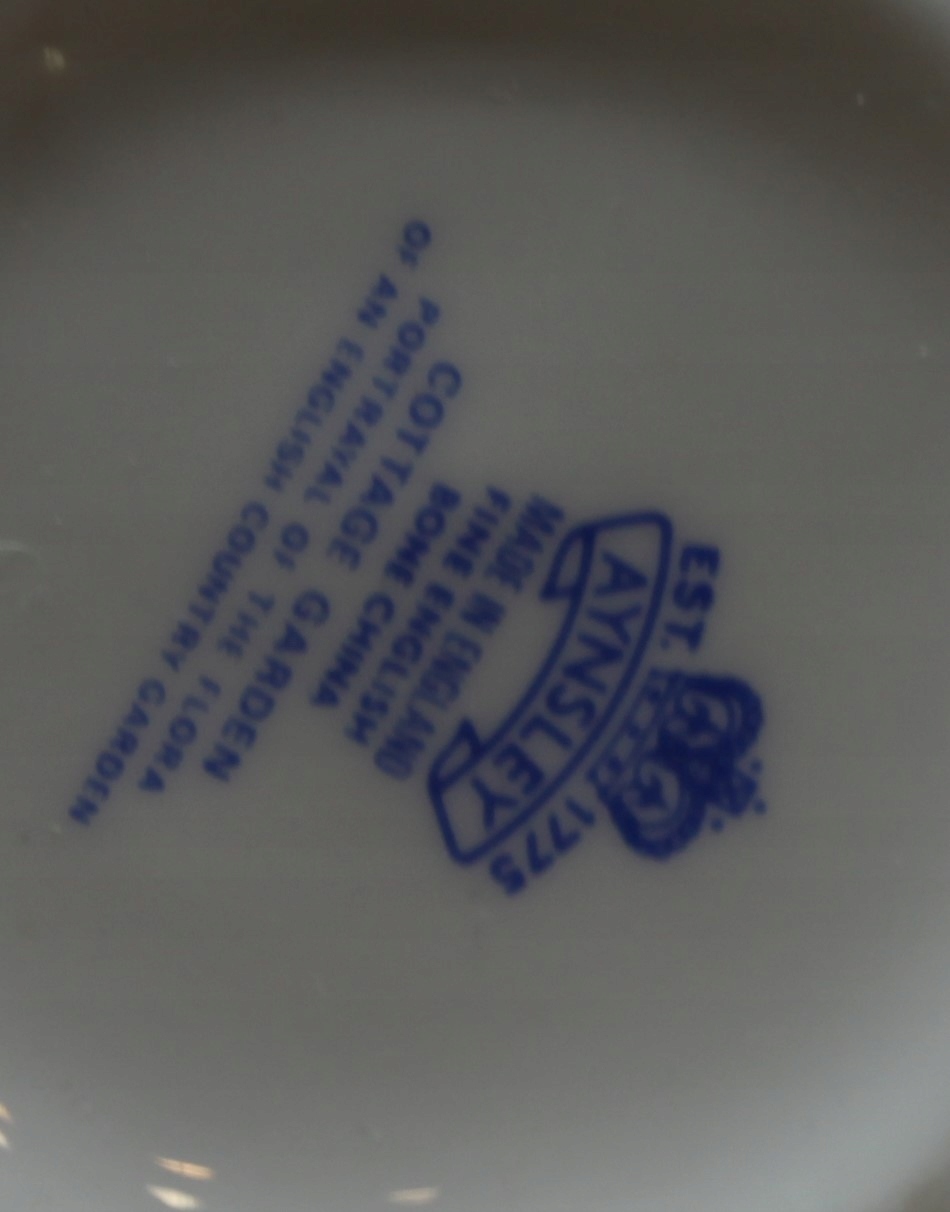 EST. 1775
AYNSLEY
MADE IN ENGLAND
FINE ENGLISH
BONE CHINA
COTTAGE GARDEN
PORTRAYAL OF THE FLORA
OF AN ENGLISH COUNTRY GARDEN